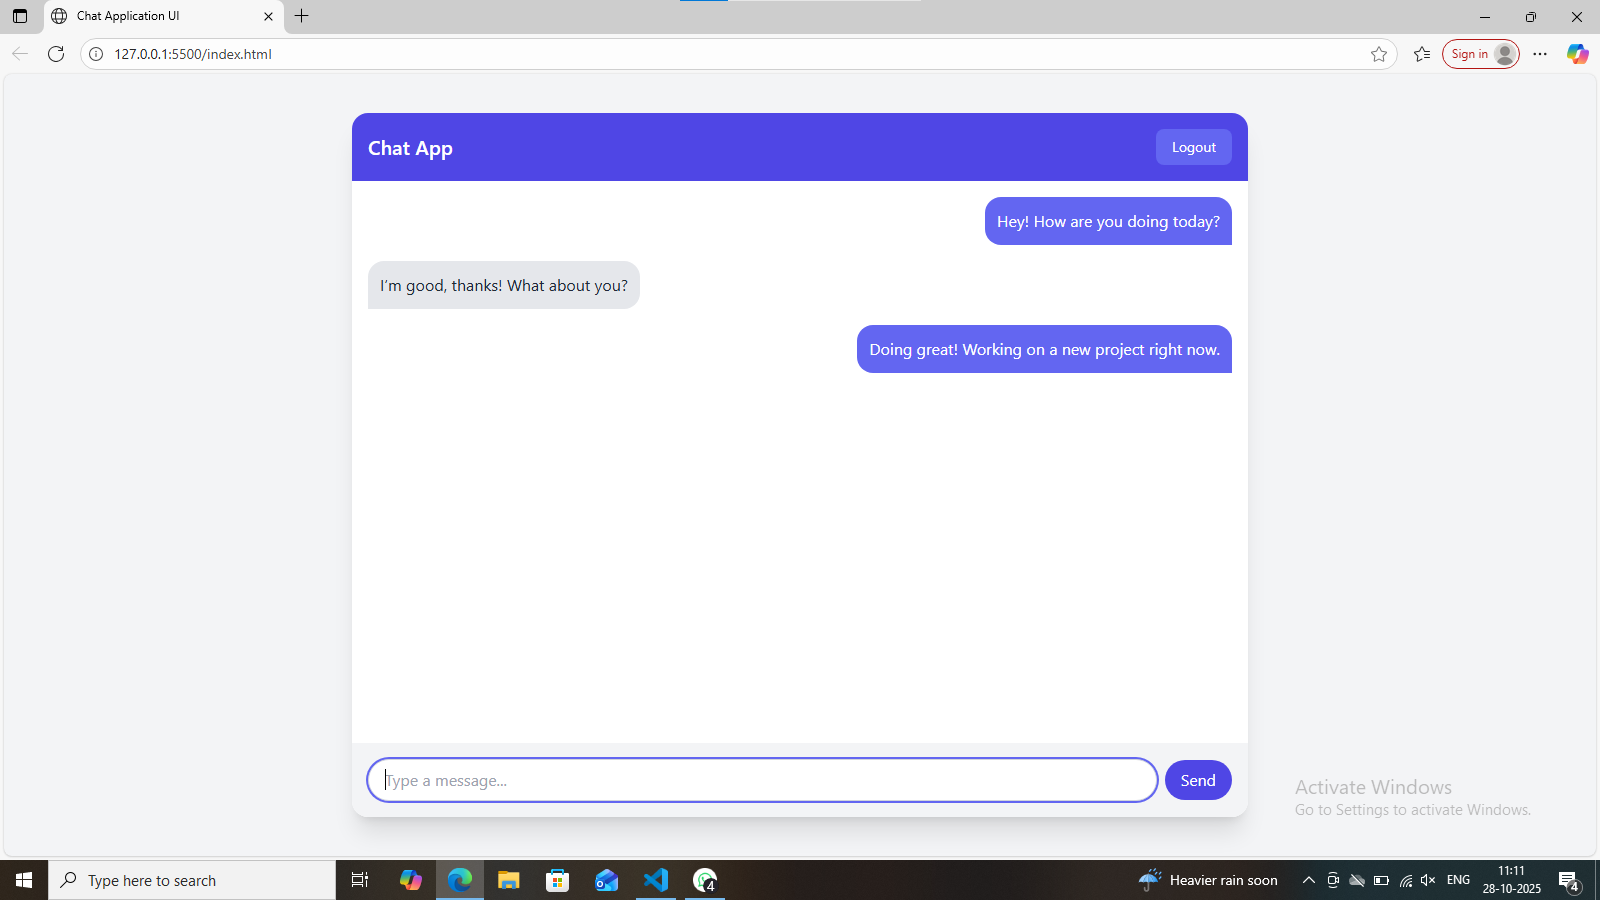 Chat Application UI
127.0.0.1:5500/index.html
Sign in
Chat App
Logout
Hey! How are you doing today?
I’m good, thanks! What about you?
Doing great! Working on a new project right now.
Type a message...
Send
Activate Windows
Go to Settings to activate Windows.
Type here to search
4
Heavier rain soon
ENG
11:11
28-10-2025
4